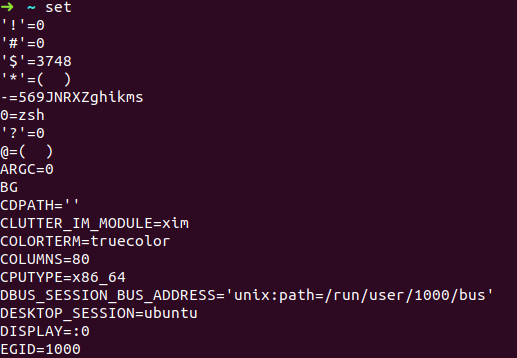 ➜ ~ set
'!'=0
'#'=0
'$'=3748
'*'=(  )
-=569JNRXZghikms
0=zsh
'?'=0
@=(  )
ARGC=0
BG
CDPATH=''
CLUTTER_IM_MODULE=xim
COLORTERM=truecolor
COLUMNS=80
CPUTYPE=x86_64
DBUS_SESSION_BUS_ADDRESS='unix:path=/run/user/1000/bus'
DESKTOP_SESSION=ubuntu
DISPLAY=:0
EGID=1000